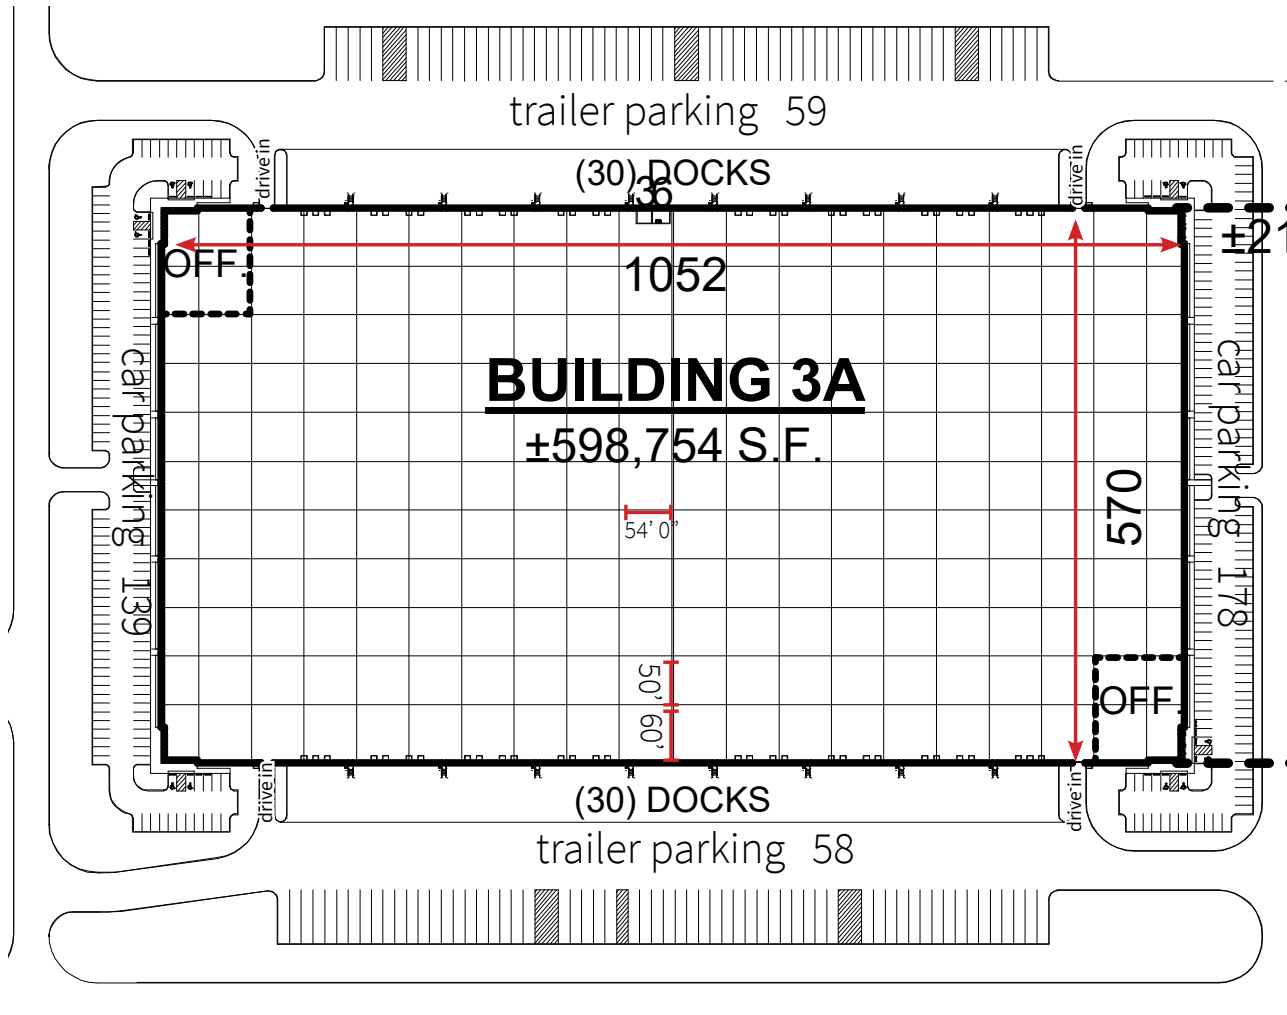 trailer parking 59
drive in
(30) DOCKS
drive in
36
±21
OFF.
1052
BUILDING 3A
±598,754 S.F.
car parking 139
car parking 178
570
54' 0"
50'
60'
OFF.
drive in
(30) DOCKS
drive in
trailer parking 58